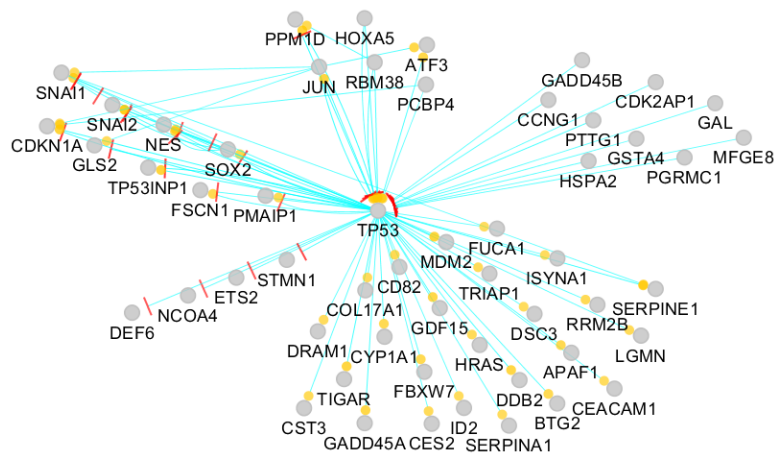 PPM1D
HOXA5
ATF3
JUN
RBM38
PCBP4
SNAI1
SNAI2
CDKN1A
NES
GLS2
SOX2
TP53INP1
FSCN1
PMAIP1
GADD45B
CDK2AP1
CCNG1
GAL
PTTG1
GSTA4
MFGE8
HSPA2
PGRMC1
TP53
FUCA1
MDM2
ISYNA1
STMN1
CD82
TRIAP1
SERPINE1
ETS2
NCOA4
DEF6
COL17A1
GDF15
DSC3
RRM2B
LGMN
DRAM1
CYP1A1
HRAS
APAF1
TIGAR
FBXW7
DDB2
CEACAM1
CST3
GADD45A
CES2
ID2
SERPINA1
BTG2